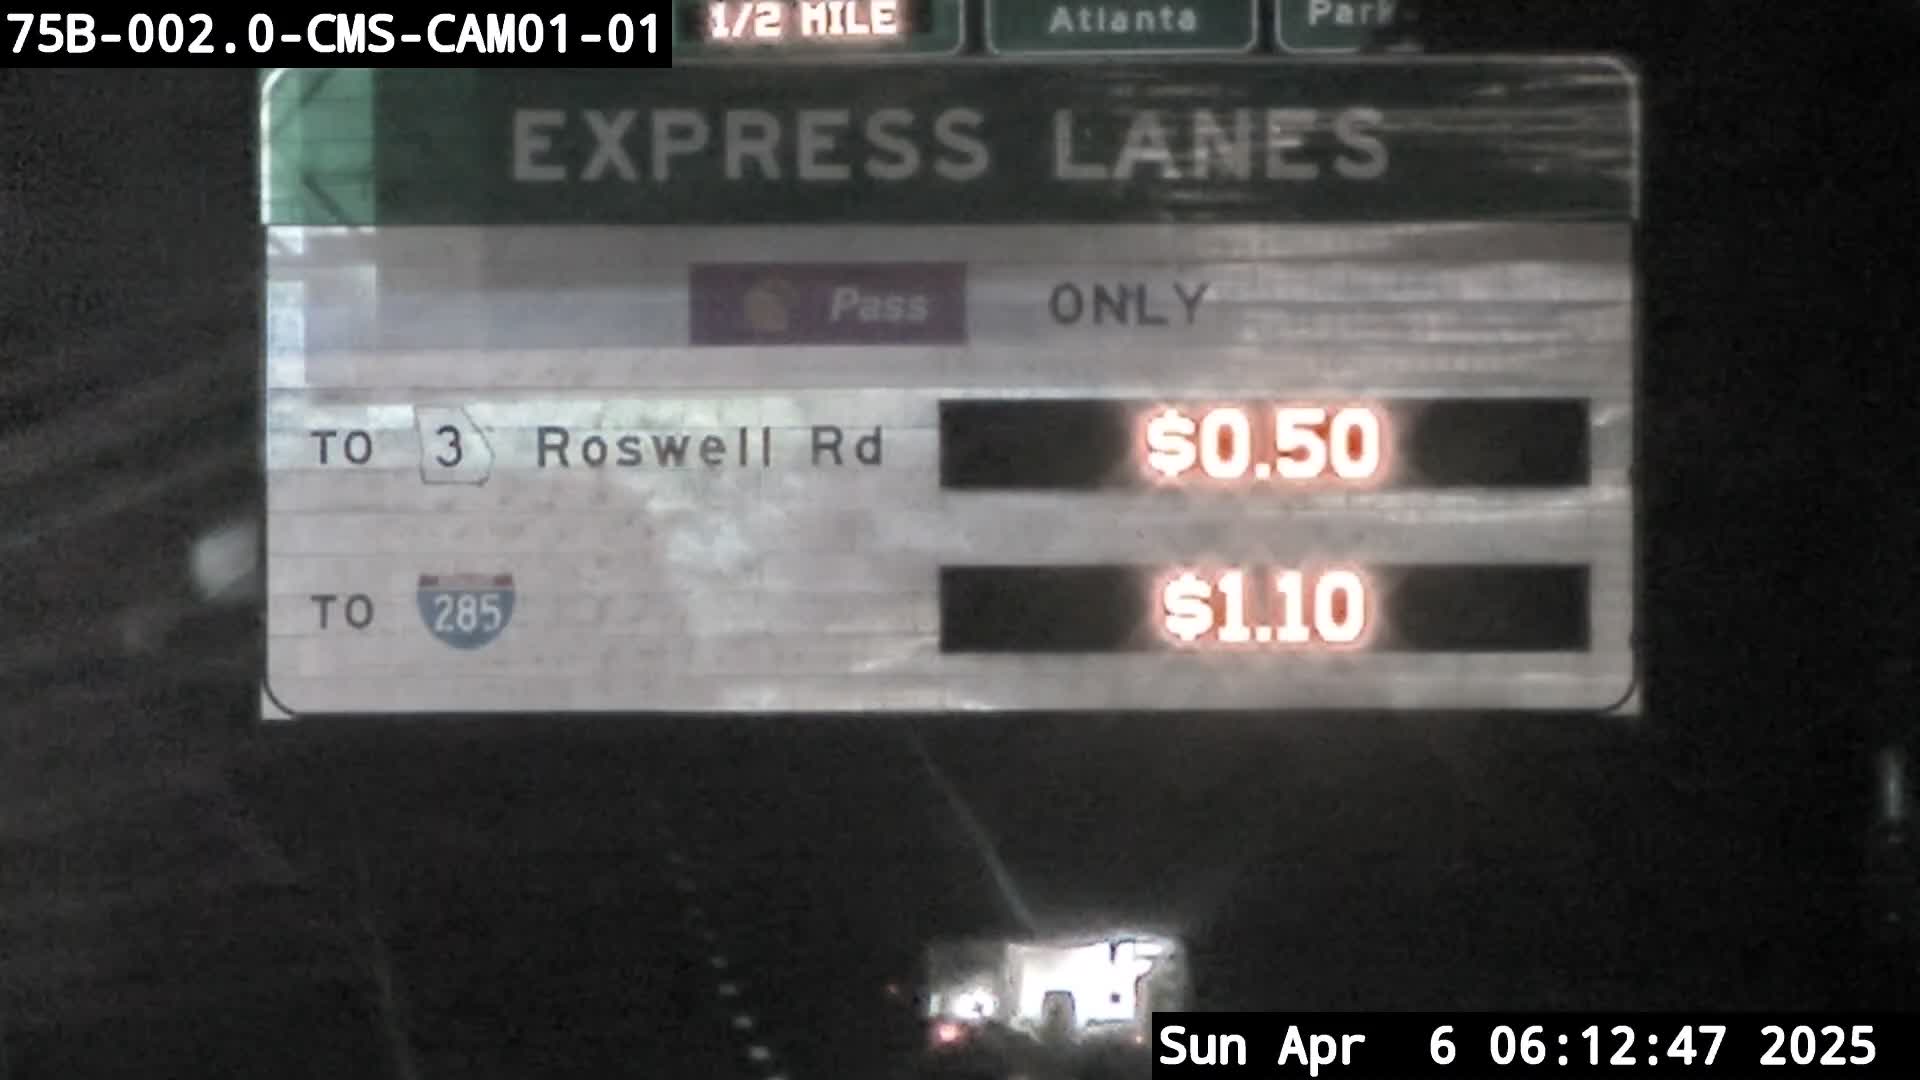 75B-002.0-CMS-CAM01-01
1/2 MILE
Atlanta
Park
EXPRESS LANES
Pass ONLY
TO 3 Roswell Rd $0.50
TO 285 $1.10
Sun Apr 6 06:12:47 2025